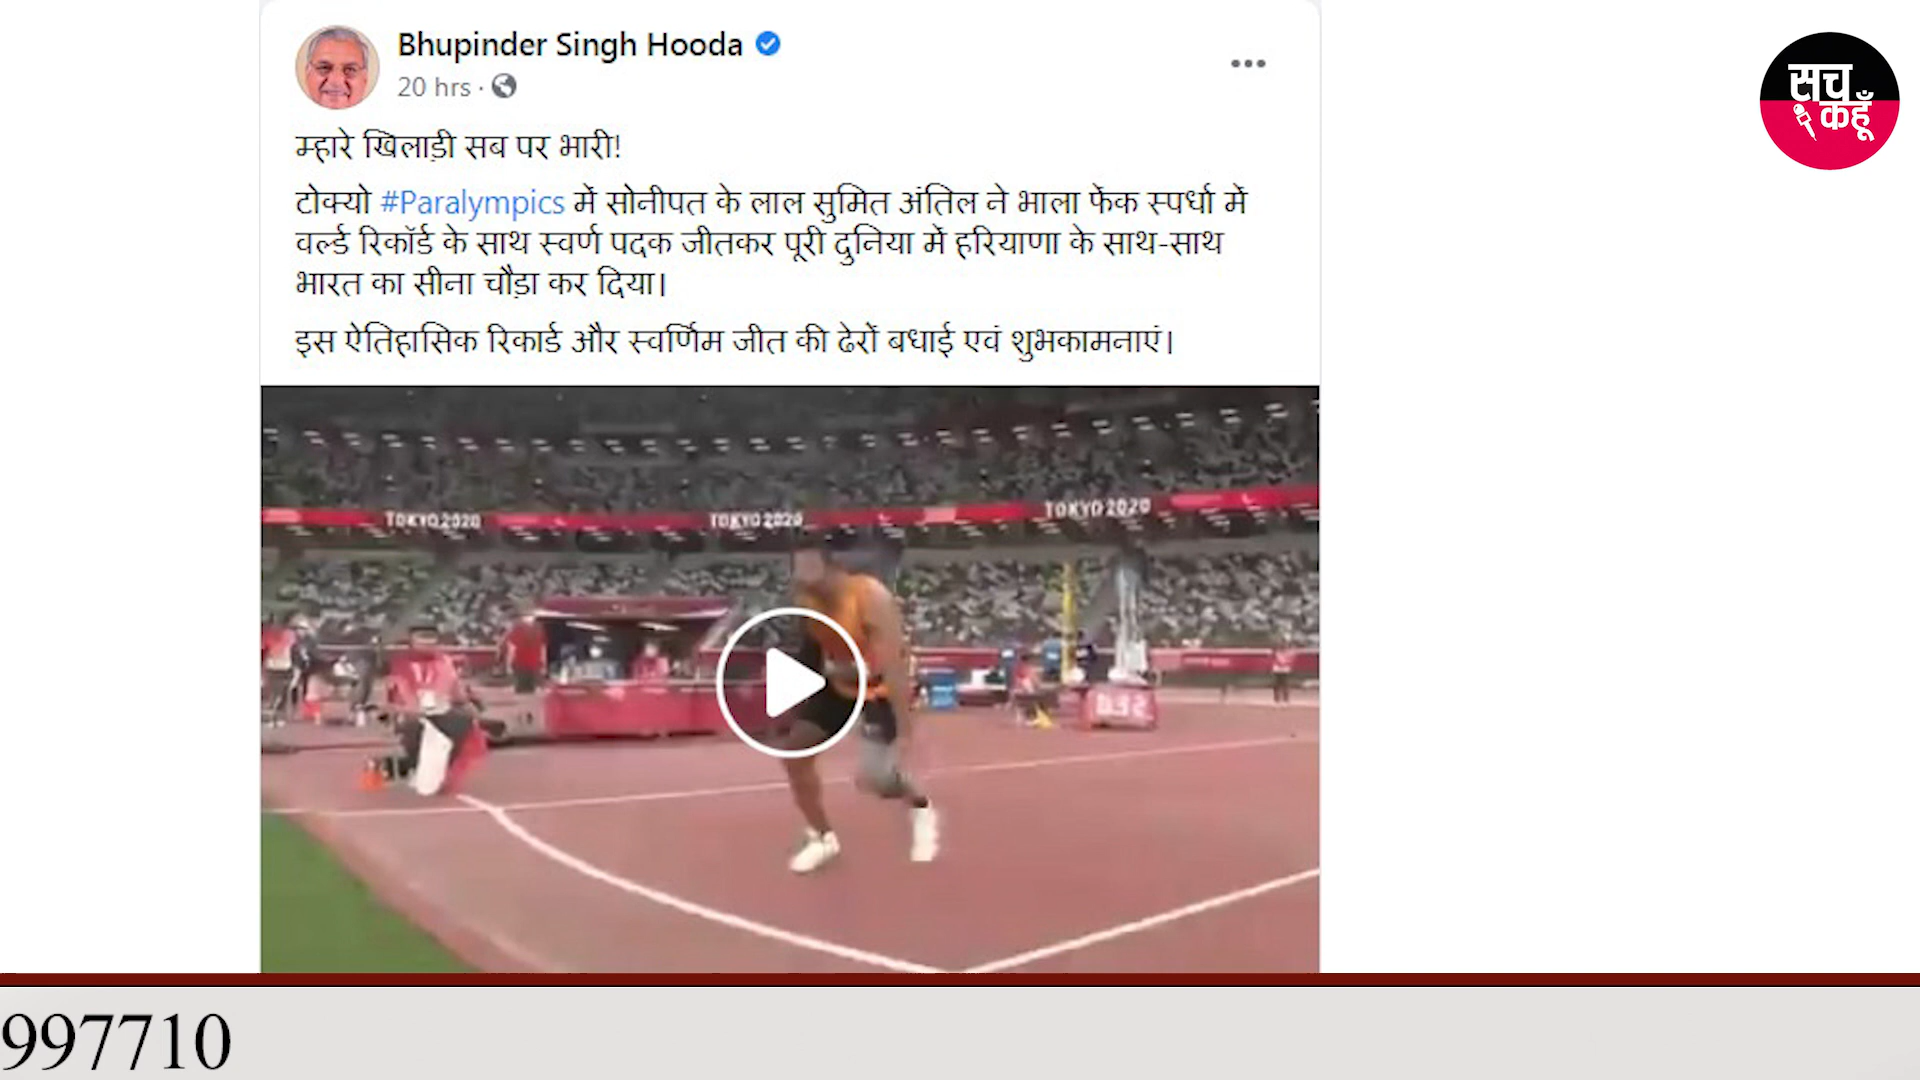 Bhupinder Singh Hooda
20 hrs ·
सच
कहूँ
म्हारे खिलाड़ी सब पर भारी!
टोक्यो #Paralympics में सोनीपत के लाल सुमित अंतिल ने भाला फेंक स्पर्धा में
वर्ल्ड रिकॉर्ड के साथ स्वर्ण पदक जीतकर पूरी दुनिया में हरियाणा के साथ-साथ
भारत का सीना चौड़ा कर दिया।
इस ऐतिहासिक रिकार्ड और स्वर्णिम जीत की ढेरों बधाई एवं शुभकामनाएं।
TOKYO 2020
TOKYO 2020
TOKYO 2020
997710